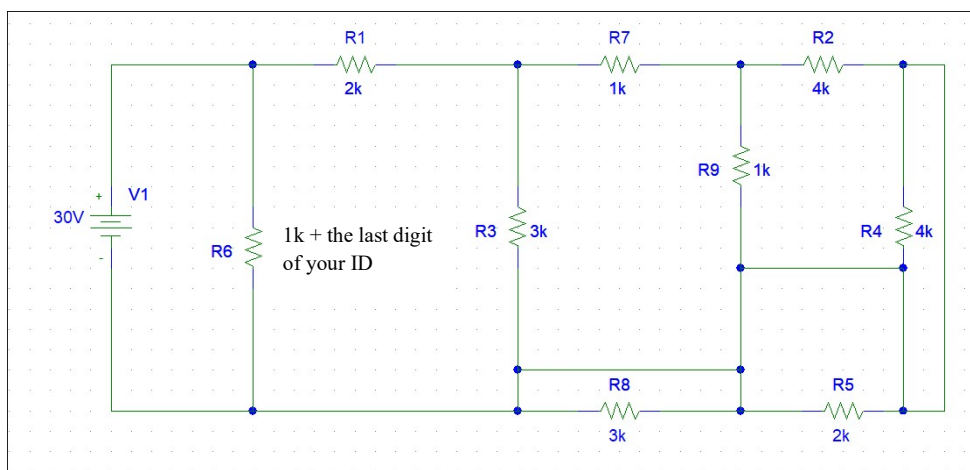 R1
R7
R2
2k
1k
4k
R9
1k
+
V1
30V
-
R6
1k + the last digit
of your ID
R3
3k
R4
4k
R8
R5
3k
2k